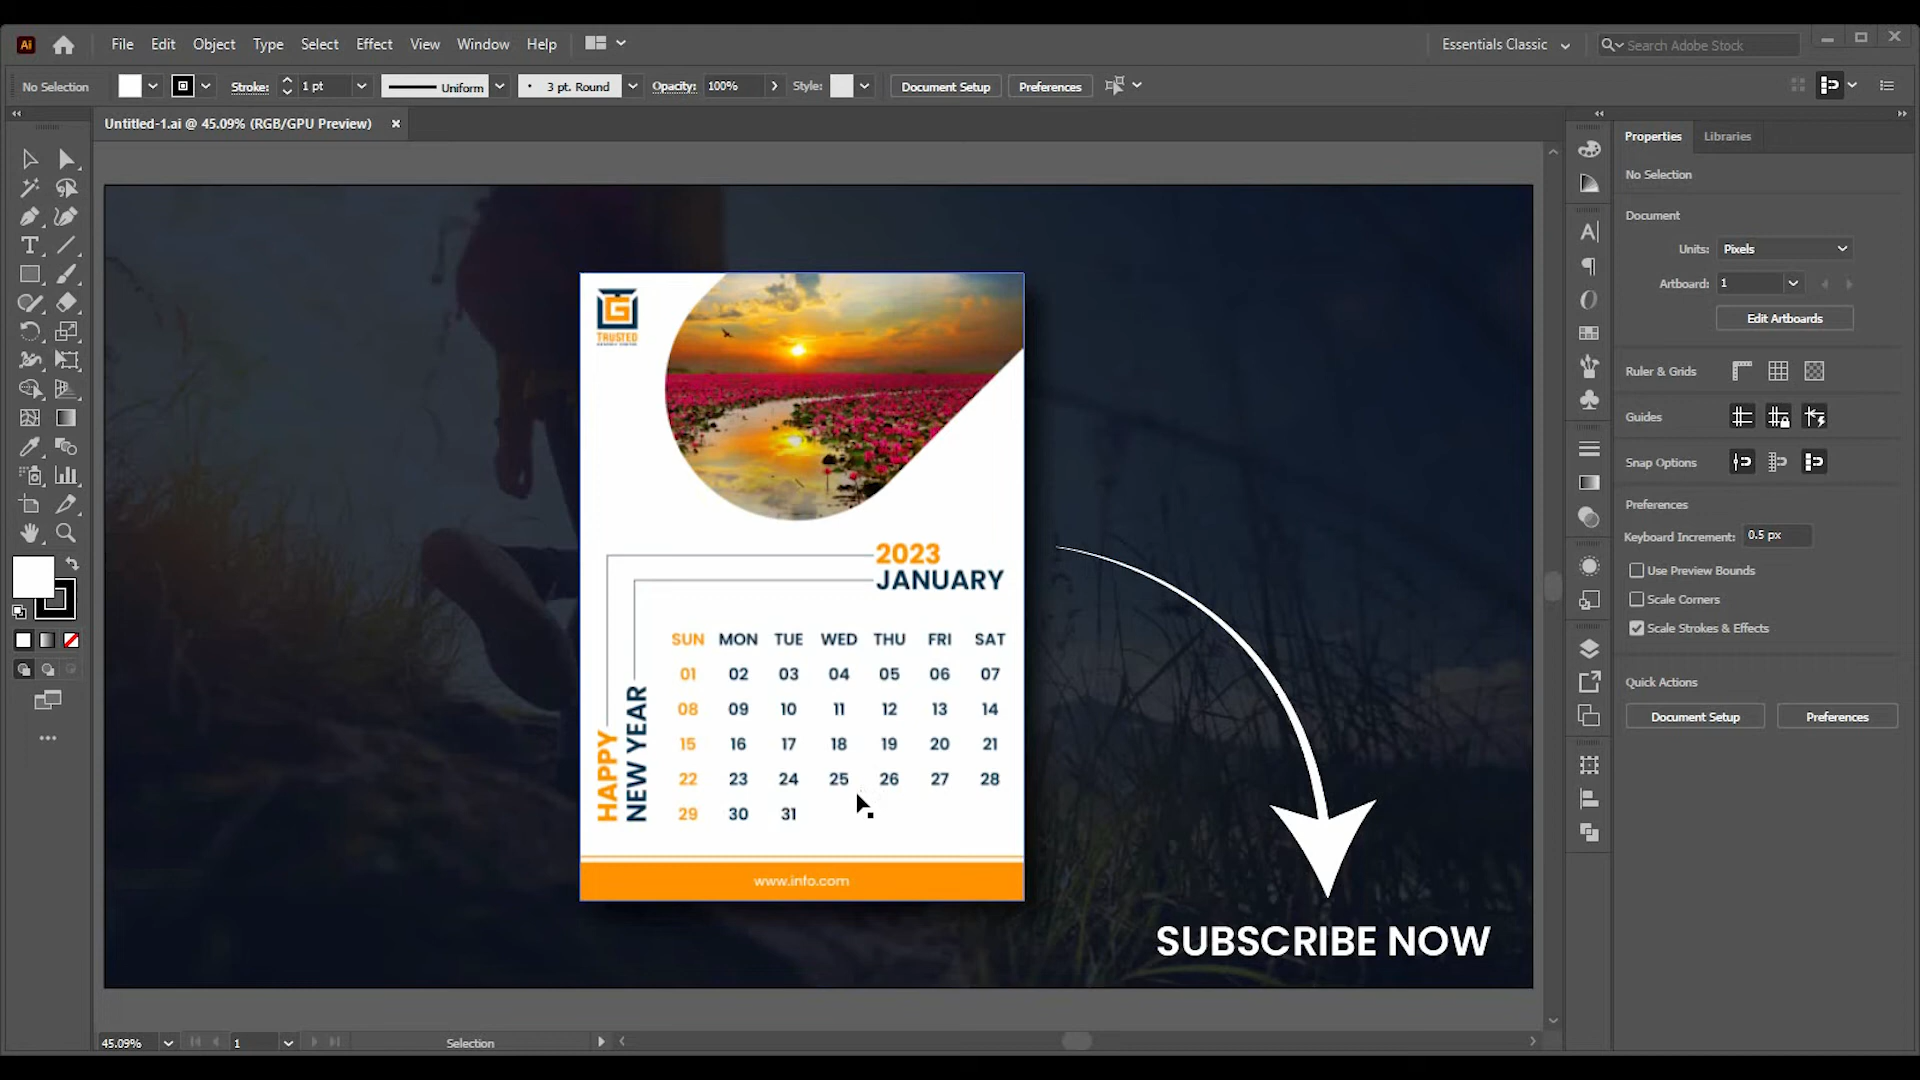 Ai File Edit Object Type Select Effect View Window Help Essentials Classic Search Adobe Stock
No Selection Stroke: 1 pt Uniform 3 pt. Round Opacity: 100% Style: Document Setup Preferences
Untitled-1.ai @ 45.09% (RGB/GPU Preview)
Properties Libraries
No Selection
Document
Units: Pixels
Artboard: 1
Edit Artboards
Ruler & Grids
Guides
Snap Options
Preferences
Keyboard Increment: 0.5 px
Use Preview Bounds
Scale Corners
Scale Strokes & Effects
Quick Actions
Document Setup Preferences
G
TRUSTED
2023
JANUARY
HAPPY
NEW YEAR
SUN MON TUE WED THU FRI SAT
01 02 03 04 05 06 07
08 09 10 11 12 13 14
15 16 17 18 19 20 21
22 23 24 25 26 27 28
29 30 31
www.info.com
SUBSCRIBE NOW
45.09% 1 Selection